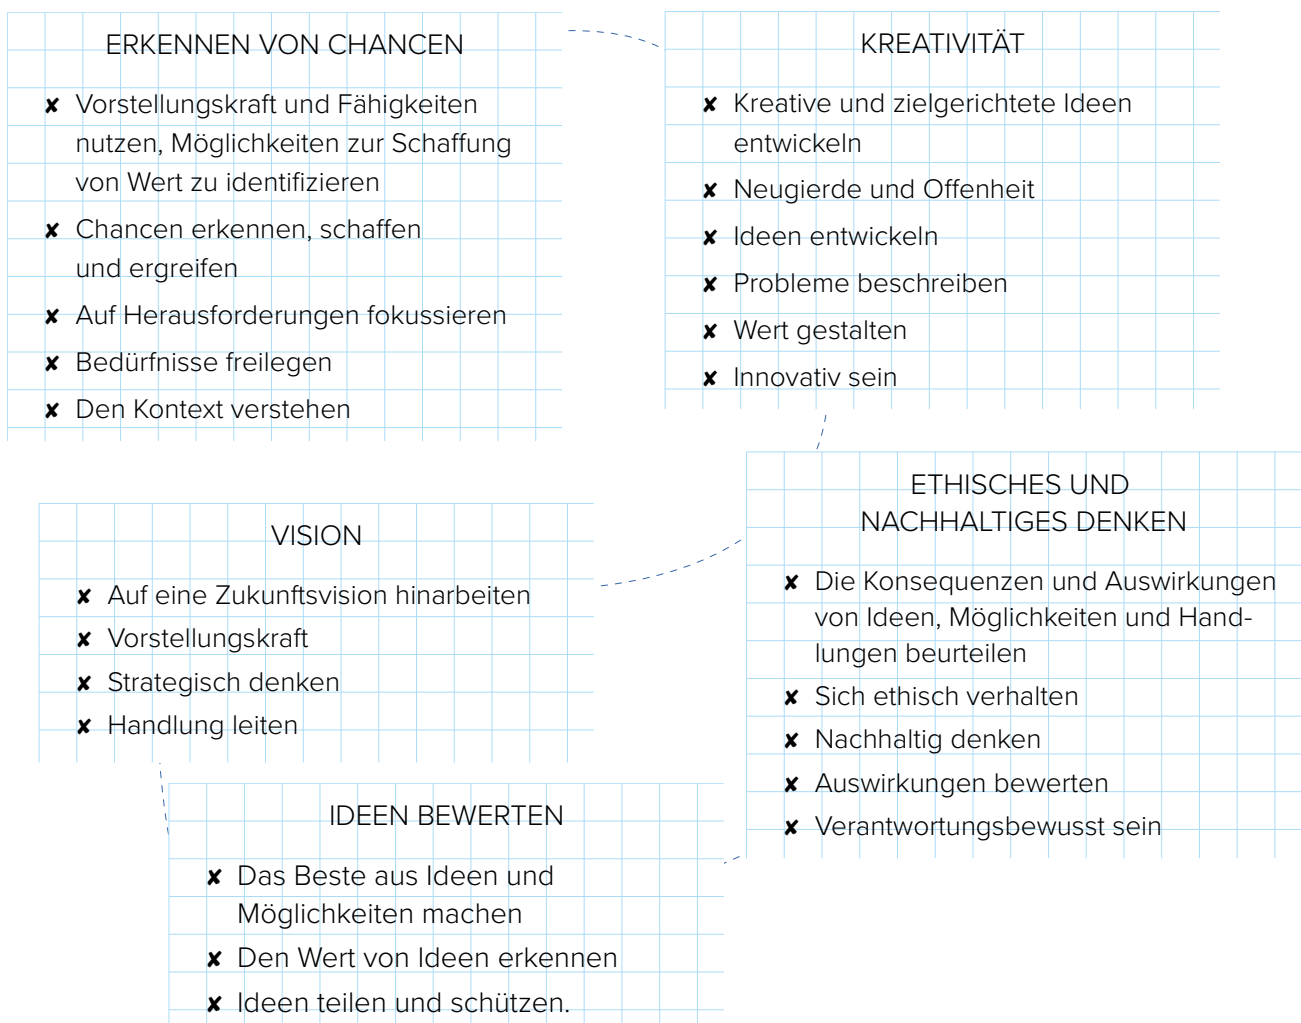 ERKENNEN VON CHANCEN
✘ Vorstellungskraft und Fähigkeiten
nutzen, Möglichkeiten zur Schaffung
von Wert zu identifizieren
✘ Chancen erkennen, schaffen
und ergreifen
✘ Auf Herausforderungen fokussieren
✘ Bedürfnisse freilegen
✘ Den Kontext verstehen
KREATIVITÄT
✘ Kreative und zielgerichtete Ideen
entwickeln
✘ Neugierde und Offenheit
✘ Ideen entwickeln
✘ Probleme beschreiben
✘ Wert gestalten
✘ Innovativ sein
VISION
✘ Auf eine Zukunftsvision hinarbeiten
✘ Vorstellungskraft
✘ Strategisch denken
✘ Handlung leiten
ETHISCHES UND
NACHHALTIGES DENKEN
✘ Die Konsequenzen und Auswirkungen
von Ideen, Möglichkeiten und Hand-
lungen beurteilen
✘ Sich ethisch verhalten
✘ Nachhaltig denken
✘ Auswirkungen bewerten
✘ Verantwortungsbewusst sein
IDEEN BEWERTEN
✘ Das Beste aus Ideen und
Möglichkeiten machen
✘ Den Wert von Ideen erkennen
✘ Ideen teilen und schützen.